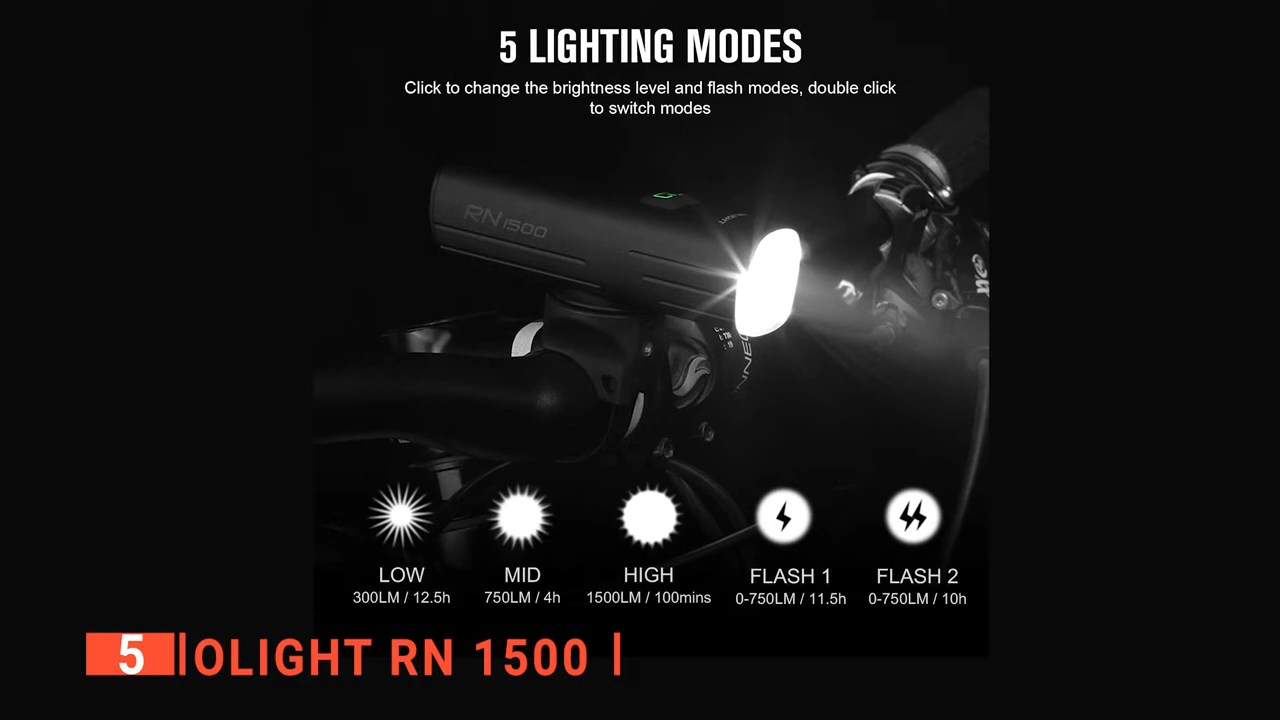 5 LIGHTING MODES
Click to change the brightness level and flash modes, double click
to switch modes
RN 1500
LOW
300LM / 12.5h
MID
750LM / 4h
HIGH
1500LM / 100mins
FLASH 1
0-750LM / 11.5h
FLASH 2
0-750LM / 10h
5 OLIGHT RN 1500